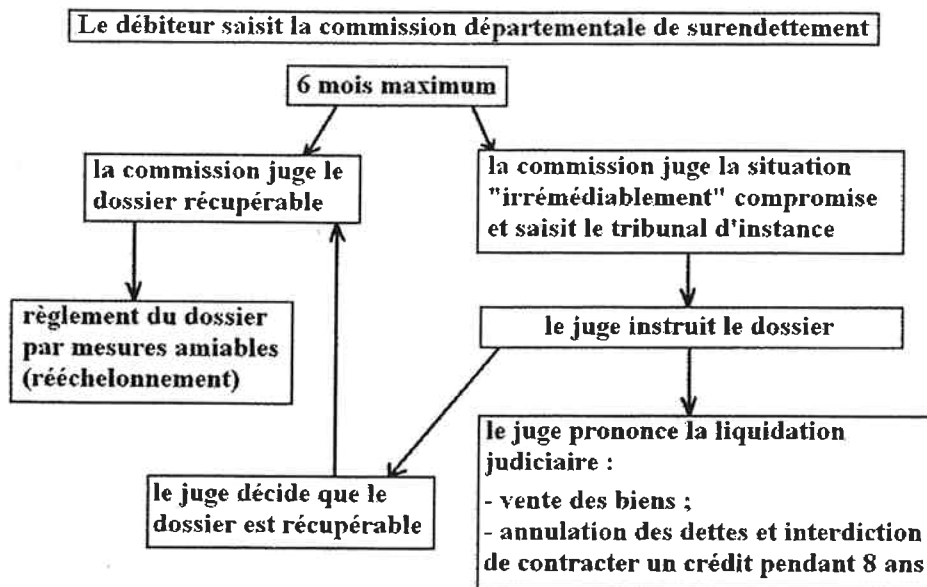 Le débiteur saisit la commission départementale de surendettement
6 mois maximum
la commission juge le
dossier récupérable
la commission juge la situation
"irrémédiablement" compromise
et saisit le tribunal d'instance
règlement du dossier
par mesures amiables
(rééchelonnement)
le juge instruit le dossier
le juge décide que le
dossier est récupérable
le juge prononce la liquidation
judiciaire :
- vente des biens ;
- annulation des dettes et interdiction
de contracter un crédit pendant 8 ans